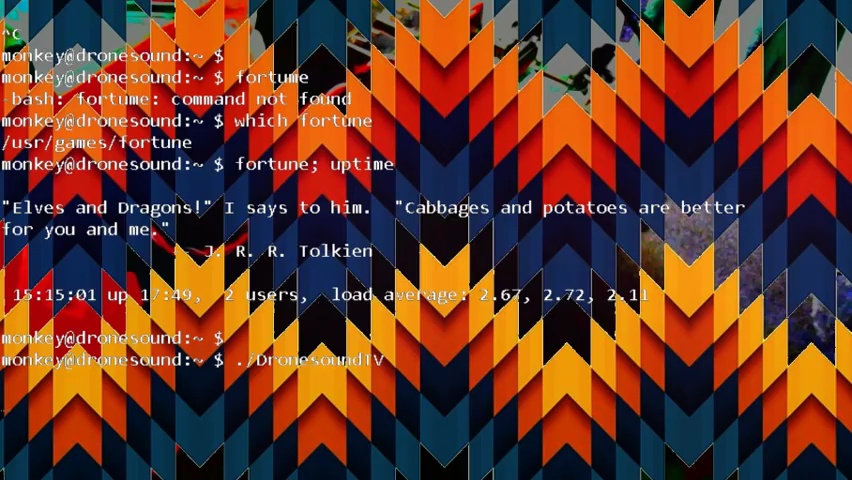 ^C
monkey@dronesound:~ $
monkey@dronesound:~ $ fortume
-bash: fortume: command not found
monkey@dronesound:~ $ which fortune
/usr/games/fortune
monkey@dronesound:~ $ fortune; uptime
"Elves and Dragons!" I says to him.  "Cabbages and potatoes are better
for you and me."
-- J. R. R. Tolkien
15:15:01 up 17:49,  2 users,  load average: 2.67, 2.72, 2.11
monkey@dronesound:~ $
monkey@dronesound:~ $ ./DronesoundTV